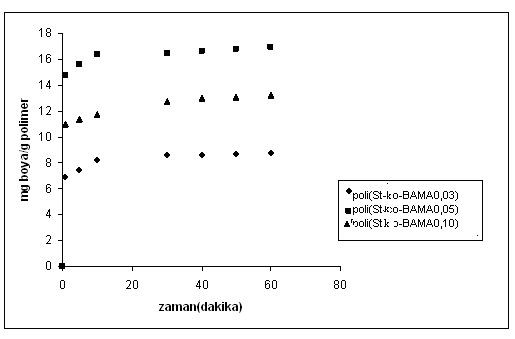 18
16
14
12
10
8
6
4
2
0
mg boya/g polimer
0 20 40 60 80
zaman(dakika)
poli(St-ko-BAMA0,03)
poli(St-ko-BAMA0,05)
poli(St-ko-BAMA0,10)